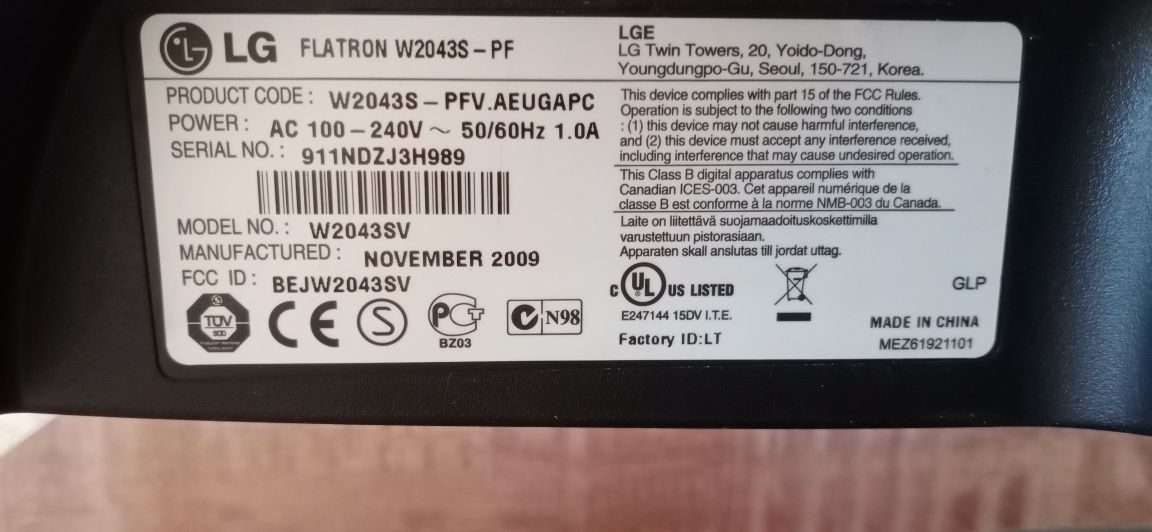 LG FLATRON W2043S-PF
PRODUCT CODE: W2043S-PFV.AEUGAPC
POWER: AC 100-240V ~ 50/60Hz 1.0A
SERIAL NO.: 911NDZJ3H989
MODEL NO.: W2043SV
MANUFACTURED: NOVEMBER 2009
FCC ID: BEJW2043SV
TÜV
CE
S
PCT
BZ03
N98
LGE
LG Twin Towers, 20, Yoido-Dong,
Youngdungpo-Gu, Seoul, 150-721, Korea.
This device complies with part 15 of the FCC Rules.
Operation is subject to the following two conditions
: (1) this device may not cause harmful interference,
and (2) this device must accept any interference received,
including interference that may cause undesired operation.
This Class B digital apparatus complies with
Canadian ICES-003. Cet appareil numérique de la
classe B est conforme à la norme NMB-003 du Canada.
Laite on liitettävä suojamaadoituskoskettimilla
varustettuun pistorasiaan.
Apparaten skall anslutas till jordat uttag.
C UL US LISTED
E247144 15DV I.T.E.
Factory ID:LT
GLP
MADE IN CHINA
MEZ61921101